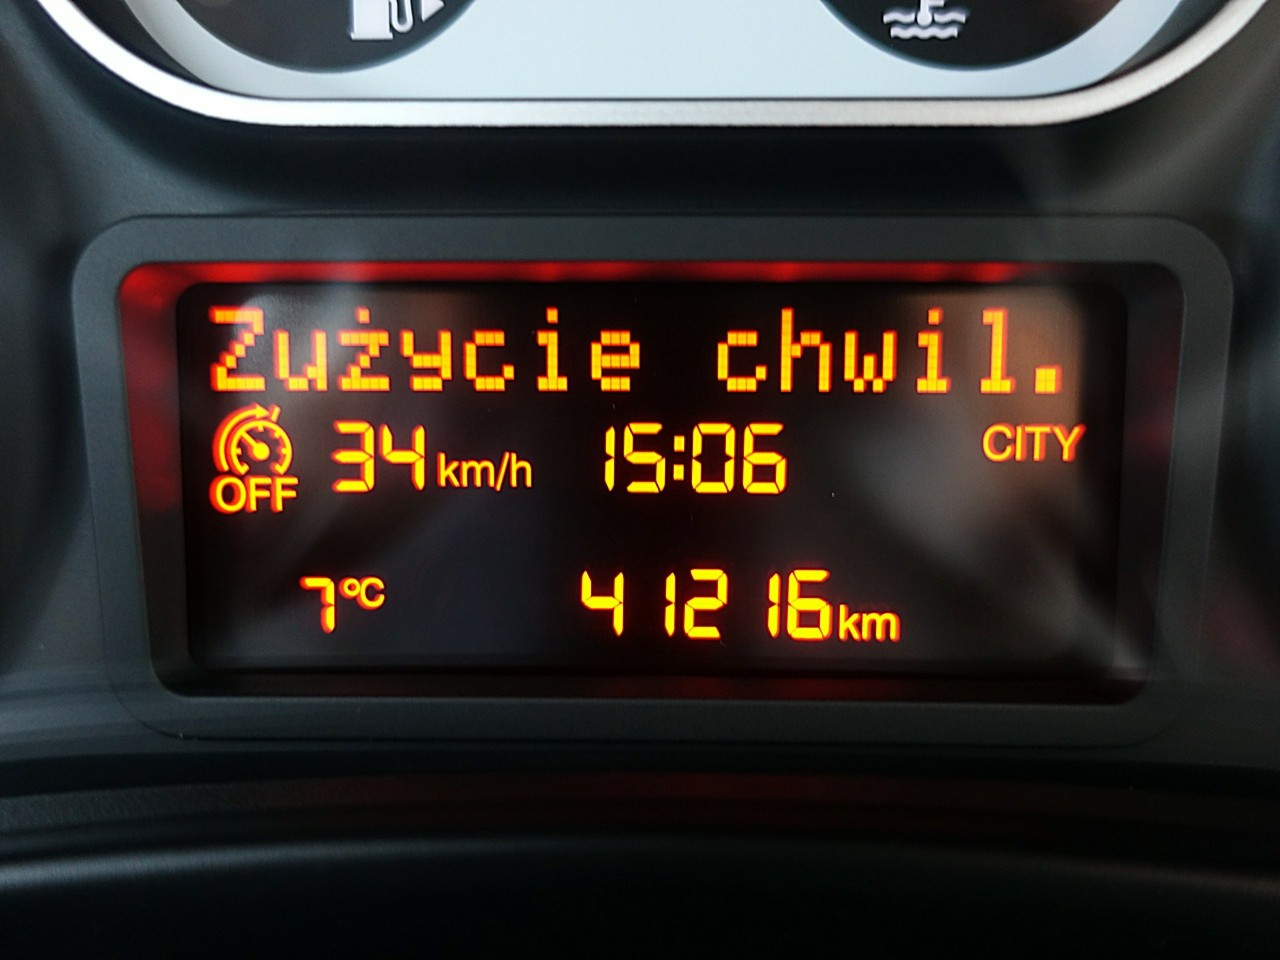 Zużycie chwil.
34 km/h 15:06 CITY
OFF
7°C 41216 km